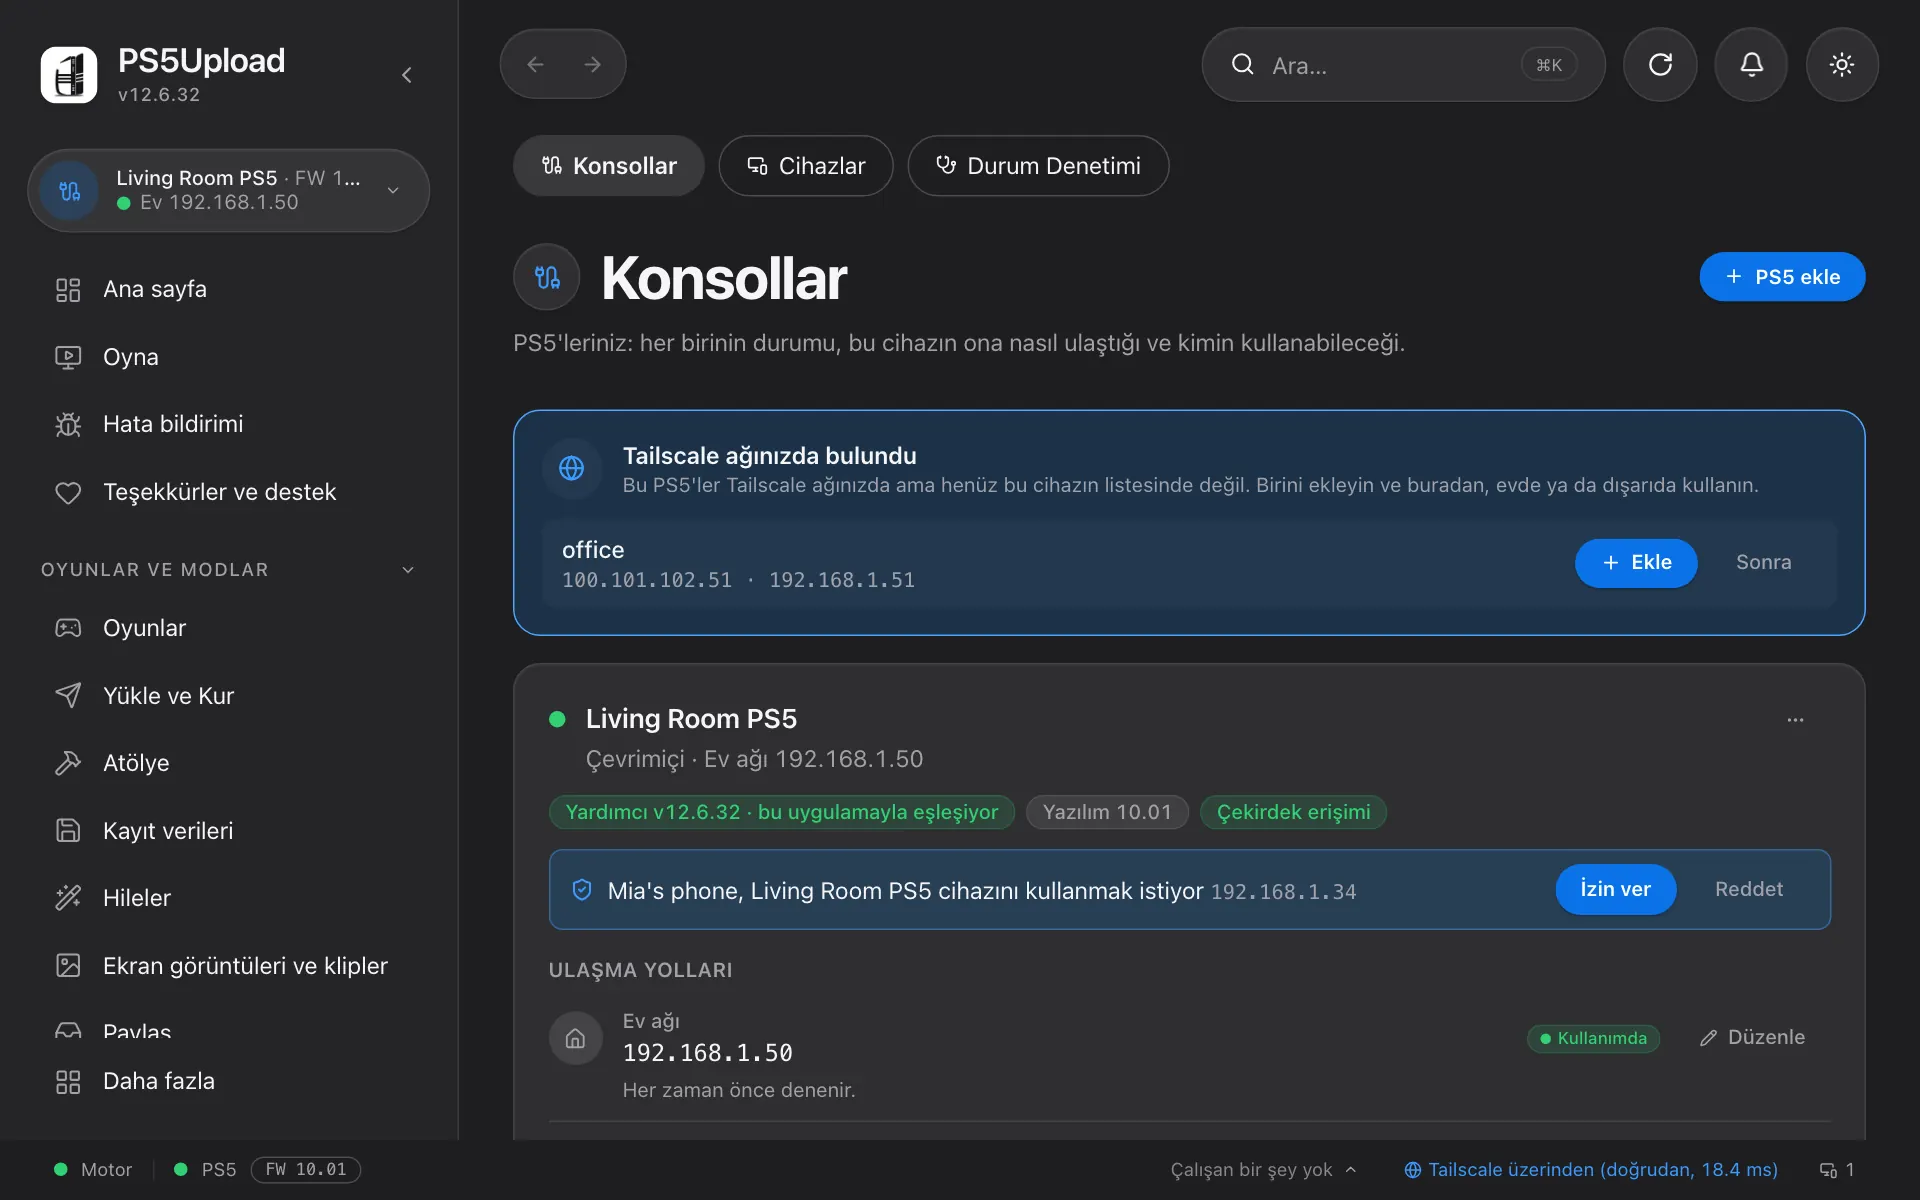 PS5Upload
v12.6.32
Living Room PS5 · FW 1...
Ev 192.168.1.50
Ana sayfa
Oyna
Hata bildirimi
Teşekkürler ve destek
OYUNLAR VE MODLAR
Oyunlar
Yükle ve Kur
Atölye
Kayıt verileri
Hileler
Ekran görüntüleri ve klipler
Paylaş
Daha fazla
Ara...
⌘K
Konsollar
Cihazlar
Durum Denetimi
Konsollar
+ PS5 ekle
PS5'leriniz: her birinin durumu, bu cihazın ona nasıl ulaştığı ve kimin kullanabileceği.
Tailscale ağınızda bulundu
Bu PS5'ler Tailscale ağınızda ama henüz bu cihazın listesinde değil. Birini ekleyin ve buradan, evde ya da dışarıda kullanın.
office
100.101.102.51 · 192.168.1.51
+ Ekle
Sonra
Living Room PS5
Çevrimiçi · Ev ağı 192.168.1.50
Yardımcı v12.6.32 · bu uygulamayla eşleşiyor
Yazılım 10.01
Çekirdek erişimi
Mia's phone, Living Room PS5 cihazını kullanmak istiyor 192.168.1.34
İzin ver
Reddet
ULAŞMA YOLLARI
Ev ağı
192.168.1.50
Her zaman önce denenir.
Kullanımda
Düzenle
Motor
PS5
FW 10.01
Çalışan bir şey yok
Tailscale üzerinden (doğrudan, 18.4 ms)
1